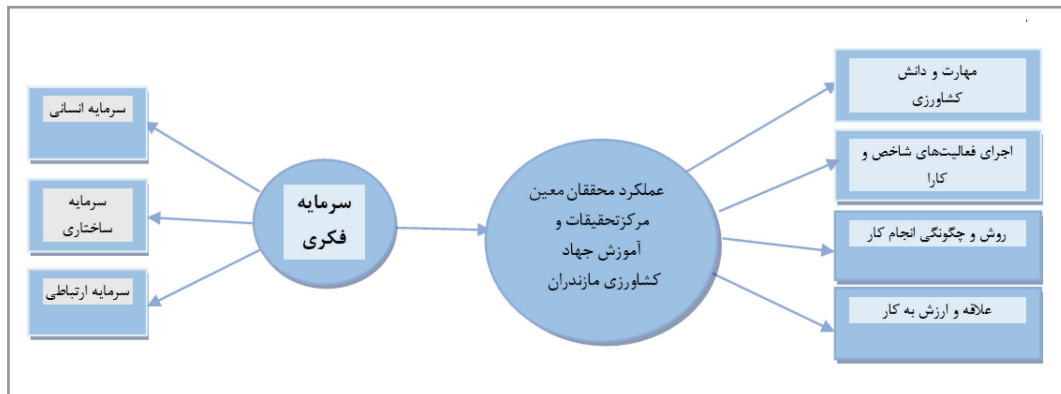 مهارت و دانش
کشاورزی
اجرای فعالیت‌های شاخص و
کارا
روش و چگونگی انجام کار
علاقه و ارزش به کار
عملکرد محققان معین
مرکزتحقیقات و
آموزش جهاد
کشاورزی مازندران
سرمایه
فکری
سرمایه انسانی
سرمایه
ساختاری
سرمایه ارتباطی